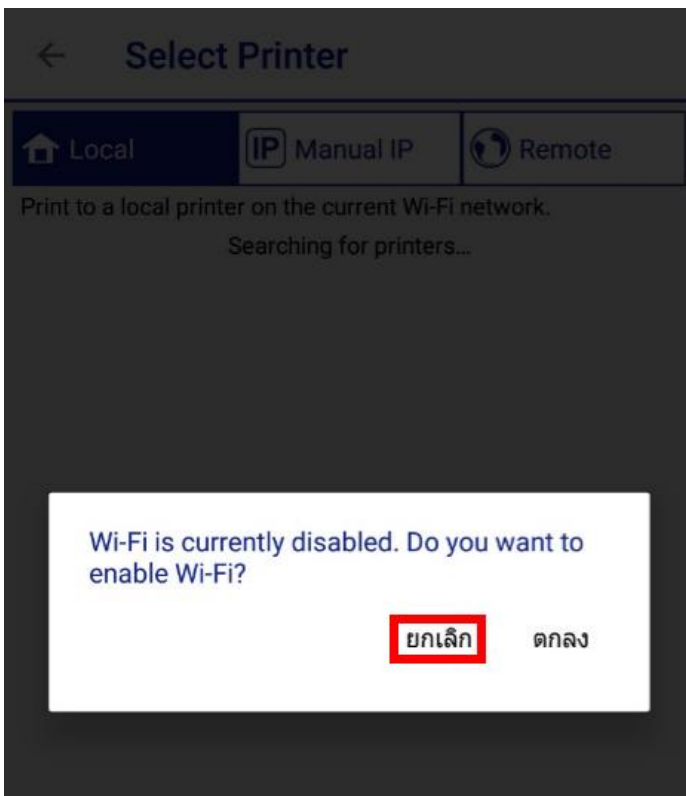 Select Printer
Local
IP Manual IP
Remote
Print to a local printer on the current Wi-Fi network.
Searching for printers…
Wi-Fi is currently disabled. Do you want to
enable Wi-Fi?
ยกเลิก ตกลง